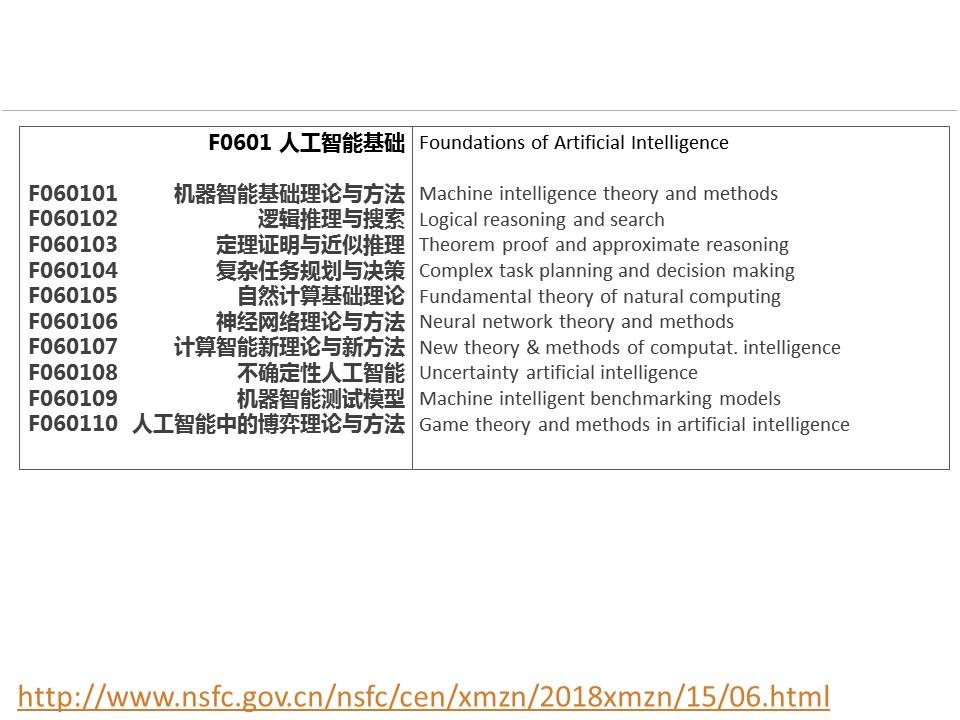 F0601 人工智能基础 Foundations of Artificial Intelligence
F060101 机器智能基础理论与方法 Machine intelligence theory and methods
F060102 逻辑推理与搜索 Logical reasoning and search
F060103 定理证明与近似推理 Theorem proof and approximate reasoning
F060104 复杂任务规划与决策 Complex task planning and decision making
F060105 自然计算基础理论 Fundamental theory of natural computing
F060106 神经网络理论与方法 Neural network theory and methods
F060107 计算智能新理论与新方法 New theory & methods of computat. intelligence
F060108 不确定性人工智能 Uncertainty artificial intelligence
F060109 机器智能测试模型 Machine intelligent benchmarking models
F060110 人工智能中的博弈理论与方法 Game theory and methods in artificial intelligence
http://www.nsfc.gov.cn/nsfc/cen/xmzn/2018xmzn/15/06.html